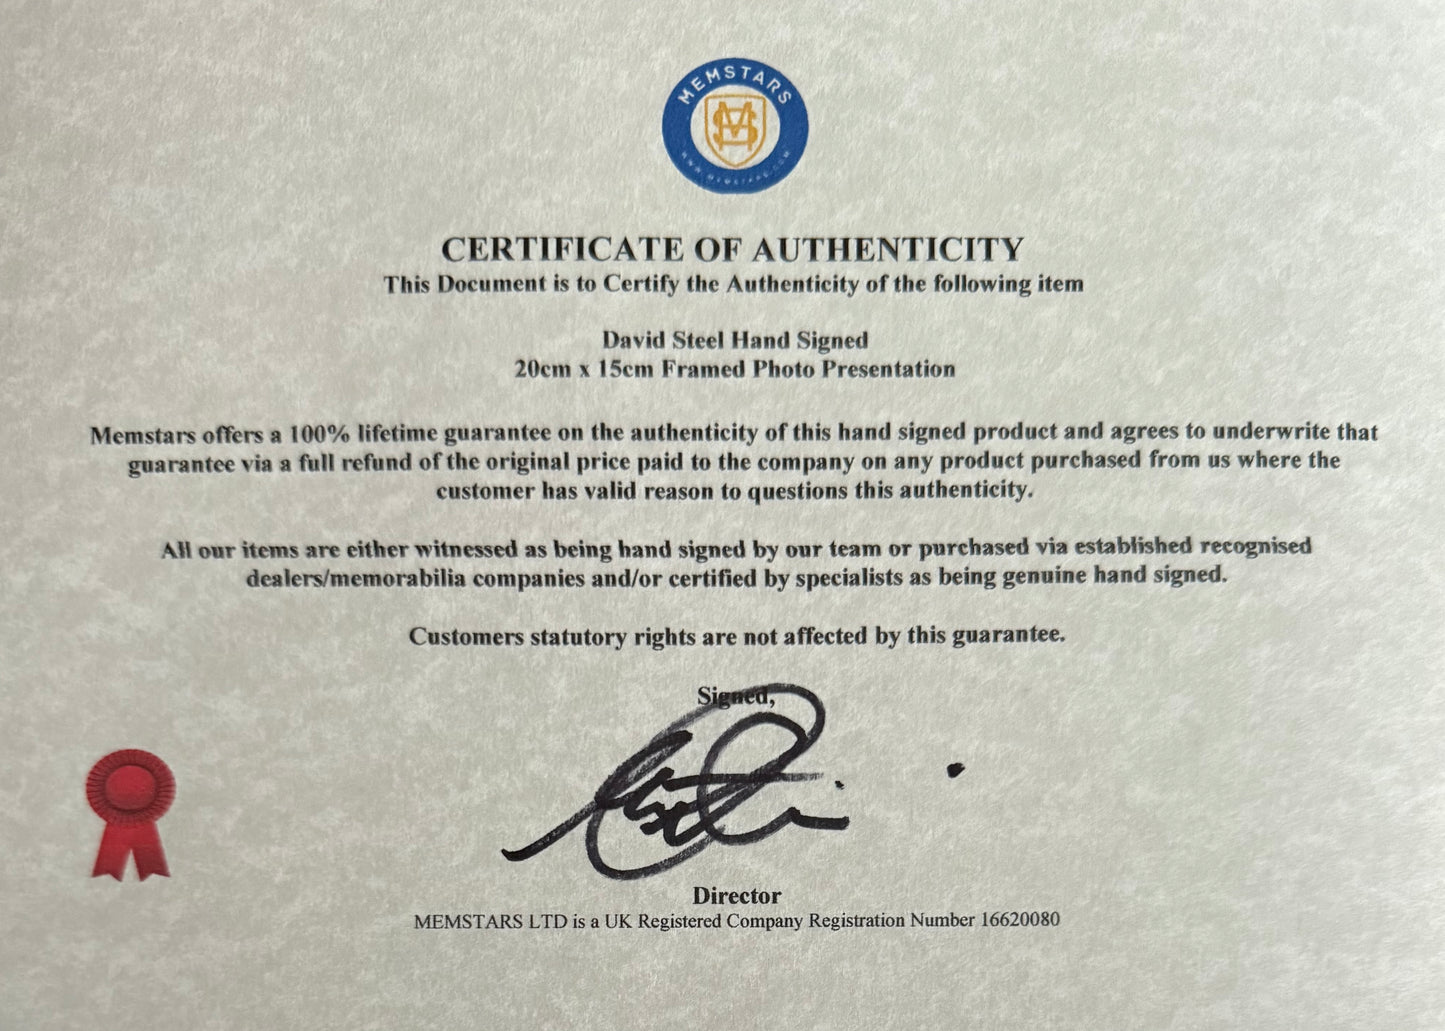 MEMSTARS
MS
WWW.MEMSTARS.COM
CERTIFICATE OF AUTHENTICITY
This Document is to Certify the Authenticity of the following item
David Steel Hand Signed
20cm x 15cm Framed Photo Presentation
Memstars offers a 100% lifetime guarantee on the authenticity of this hand signed product and agrees to underwrite that
guarantee via a full refund of the original price paid to the company on any product purchased from us where the
customer has valid reason to questions this authenticity.
All our items are either witnessed as being hand signed by our team or purchased via established recognised
dealers/memorabilia companies and/or certified by specialists as being genuine hand signed.
Customers statutory rights are not affected by this guarantee.
Signed,
Director
MEMSTARS LTD is a UK Registered Company Registration Number 16620080